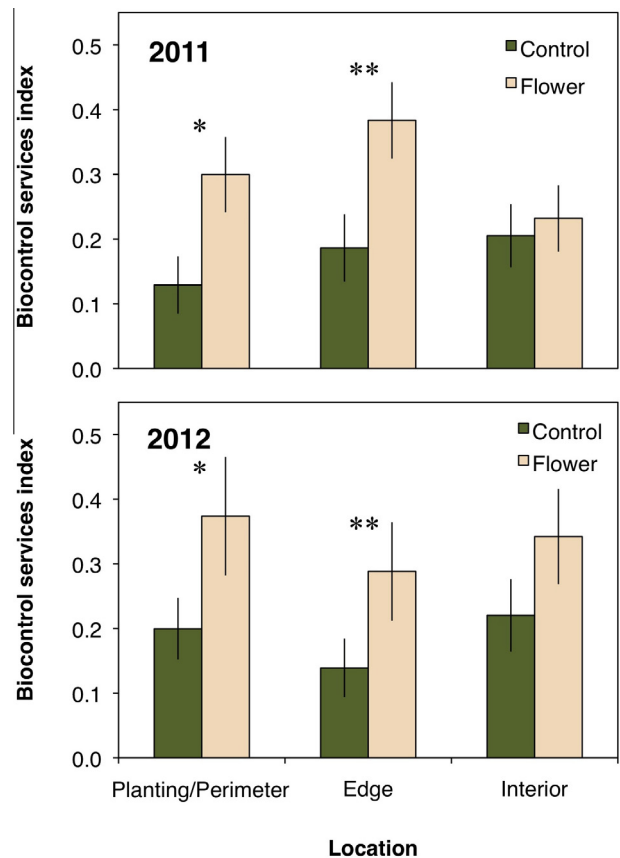 2011
Control
Flower
Biocontrol services index
0.5
0.4
0.3
0.2
0.1
0.0
*
**
2012
Control
Flower
Biocontrol services index
0.5
0.4
0.3
0.2
0.1
0.0
*
**
Planting/Perimeter Edge Interior
Location